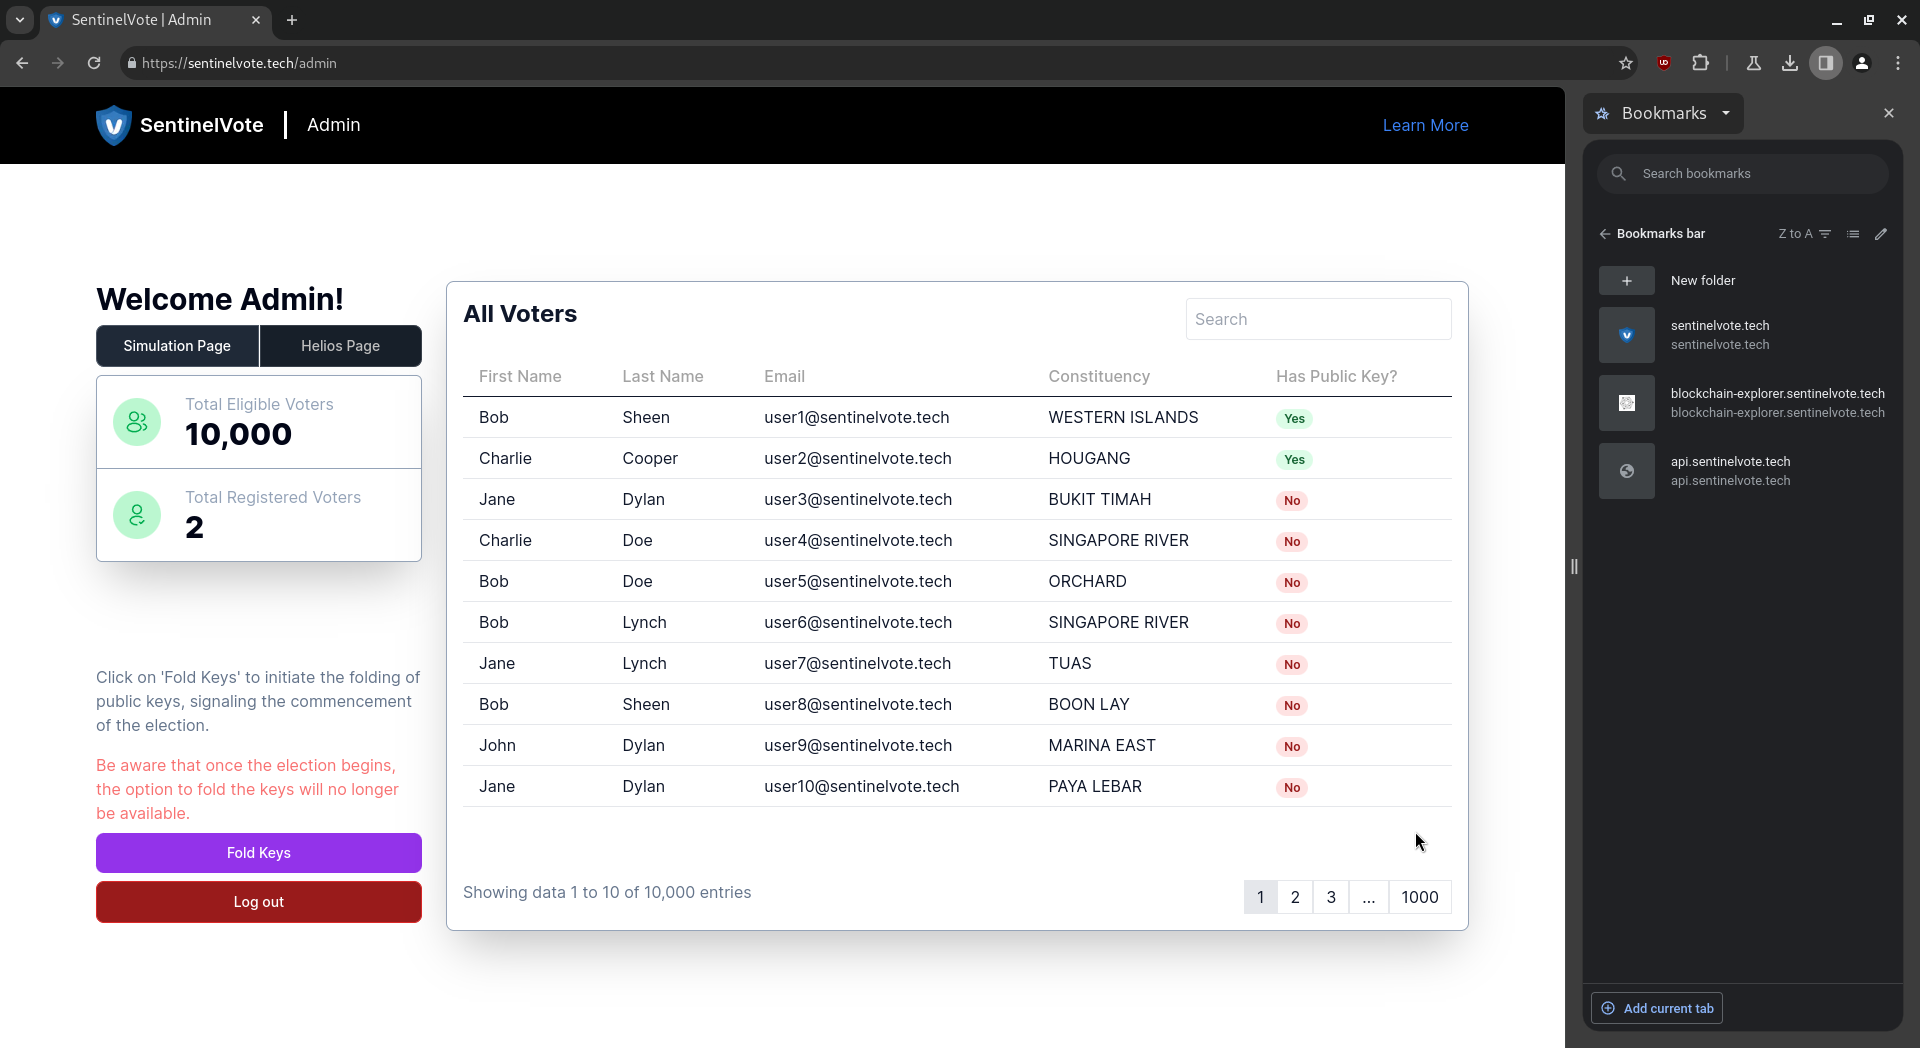 SentinelVote | Admin
https://sentinelvote.tech/admin
SentinelVote | Admin
Learn More
Bookmarks
Search bookmarks
Bookmarks bar
Z to A
New folder
sentinelvote.tech
sentinelvote.tech
blockchain-explorer.sentinelvote.tech
blockchain-explorer.sentinelvote.tech
api.sentinelvote.tech
api.sentinelvote.tech
Add current tab
Welcome Admin!
Simulation Page Helios Page
Total Eligible Voters
10,000
Total Registered Voters
2
Click on 'Fold Keys' to initiate the folding of
public keys, signaling the commencement
of the election.
Be aware that once the election begins,
the option to fold the keys will no longer
be available.
Fold Keys
Log out
All Voters
Search
First Name Last Name Email Constituency Has Public Key?
Bob Sheen user1@sentinelvote.tech WESTERN ISLANDS Yes
Charlie Cooper user2@sentinelvote.tech HOUGANG Yes
Jane Dylan user3@sentinelvote.tech BUKIT TIMAH No
Charlie Doe user4@sentinelvote.tech SINGAPORE RIVER No
Bob Doe user5@sentinelvote.tech ORCHARD No
Bob Lynch user6@sentinelvote.tech SINGAPORE RIVER No
Jane Lynch user7@sentinelvote.tech TUAS No
Bob Sheen user8@sentinelvote.tech BOON LAY No
John Dylan user9@sentinelvote.tech MARINA EAST No
Jane Dylan user10@sentinelvote.tech PAYA LEBAR No
Showing data 1 to 10 of 10,000 entries
1 2 3 ... 1000